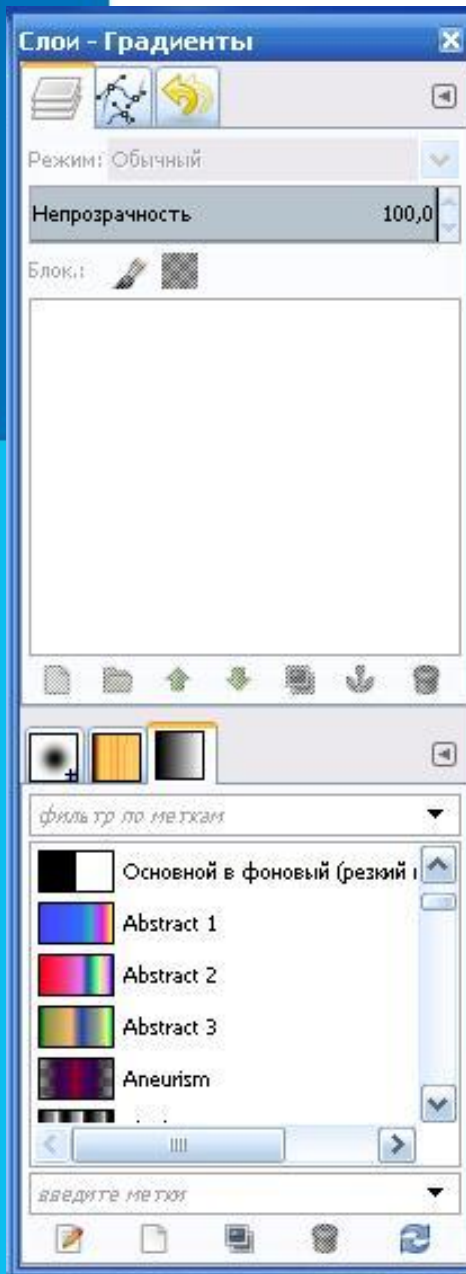 Слои - Градиенты
Режим: Обычный
Непрозрачность 100,0
Блок.:
фильтр по меткам
Основной в фоновый (резкий
Abstract 1
Abstract 2
Abstract 3
Aneurism
введите метки